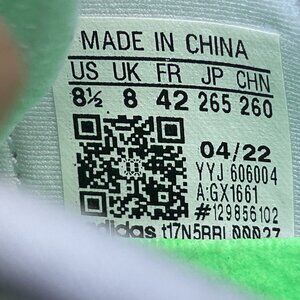 MADE IN CHINA
US UK FR JP CHN
8½ 8 42 265 260
04/22
YYJ 606004
A:GX1661
#129856102
adidas